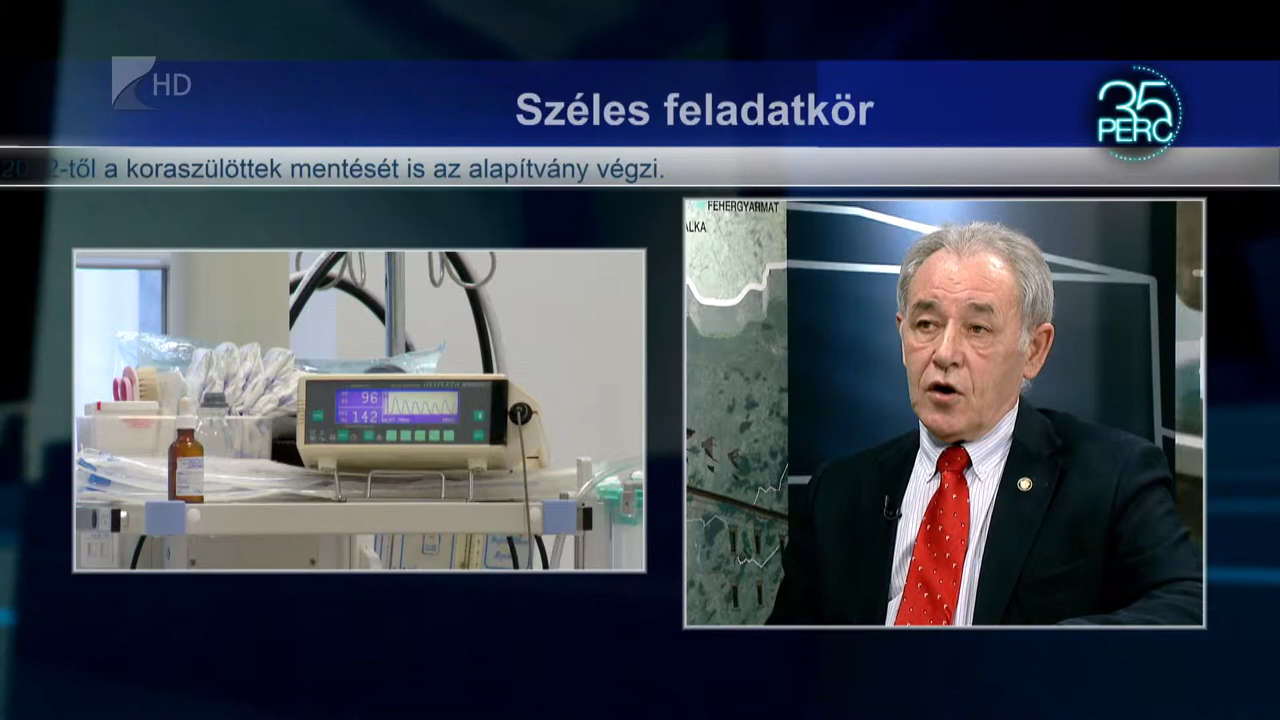 HD
Széles feladatkör
35
PERC
-től a koraszülöttek mentését is az alapítvány végzi.
FEHERGYARMAT
ALKA
96
142